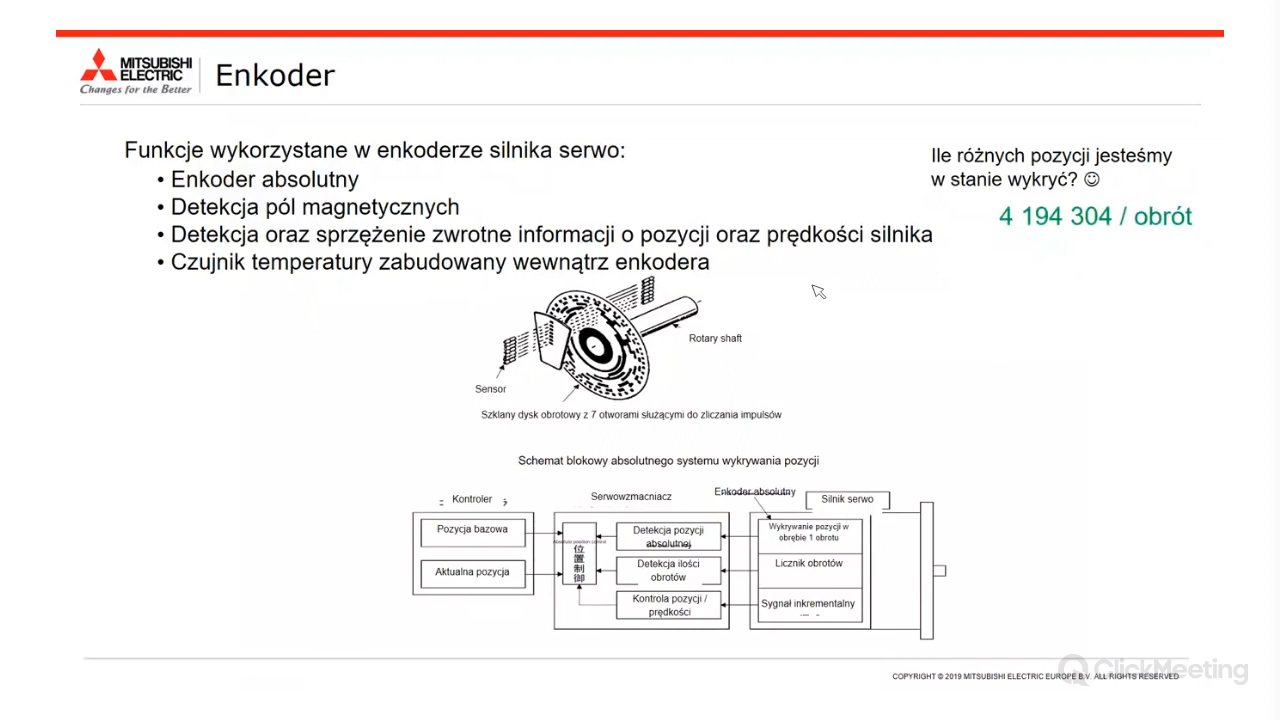 MITSUBISHI
ELECTRIC
Changes for the Better
Enkoder
Funkcje wykorzystane w enkoderze silnika serwo:
• Enkoder absolutny
• Detekcja pól magnetycznych
• Detekcja oraz sprzężenie zwrotne informacji o pozycji oraz prędkości silnika
• Czujnik temperatury zabudowany wewnątrz enkodera
Ile różnych pozycji jesteśmy
w stanie wykryć? ☺
4 194 304 / obrót
Rotary shaft
Sensor
Szklany dysk obrotowy z 7 otworami służącymi do zliczania impulsów
Schemat blokowy absolutnego systemu wykrywania pozycji
Kontroler
Pozycja bazowa
Aktualna pozycja
Serwowzmacniacz
Absolute position control
位置制御
Detekcja pozycji
absolutnej
Detekcja ilości
obrotów
Kontrola pozycji /
prędkości
Enkoder absolutny
Silnik serwo
Wykrywanie pozycji w
obrębie 1 obrotu
Licznik obrotów
Sygnał inkrementalny
COPYRIGHT © 2019 MITSUBISHI ELECTRIC EUROPE B.V. ALL RIGHTS RESERVED
ClickMeeting